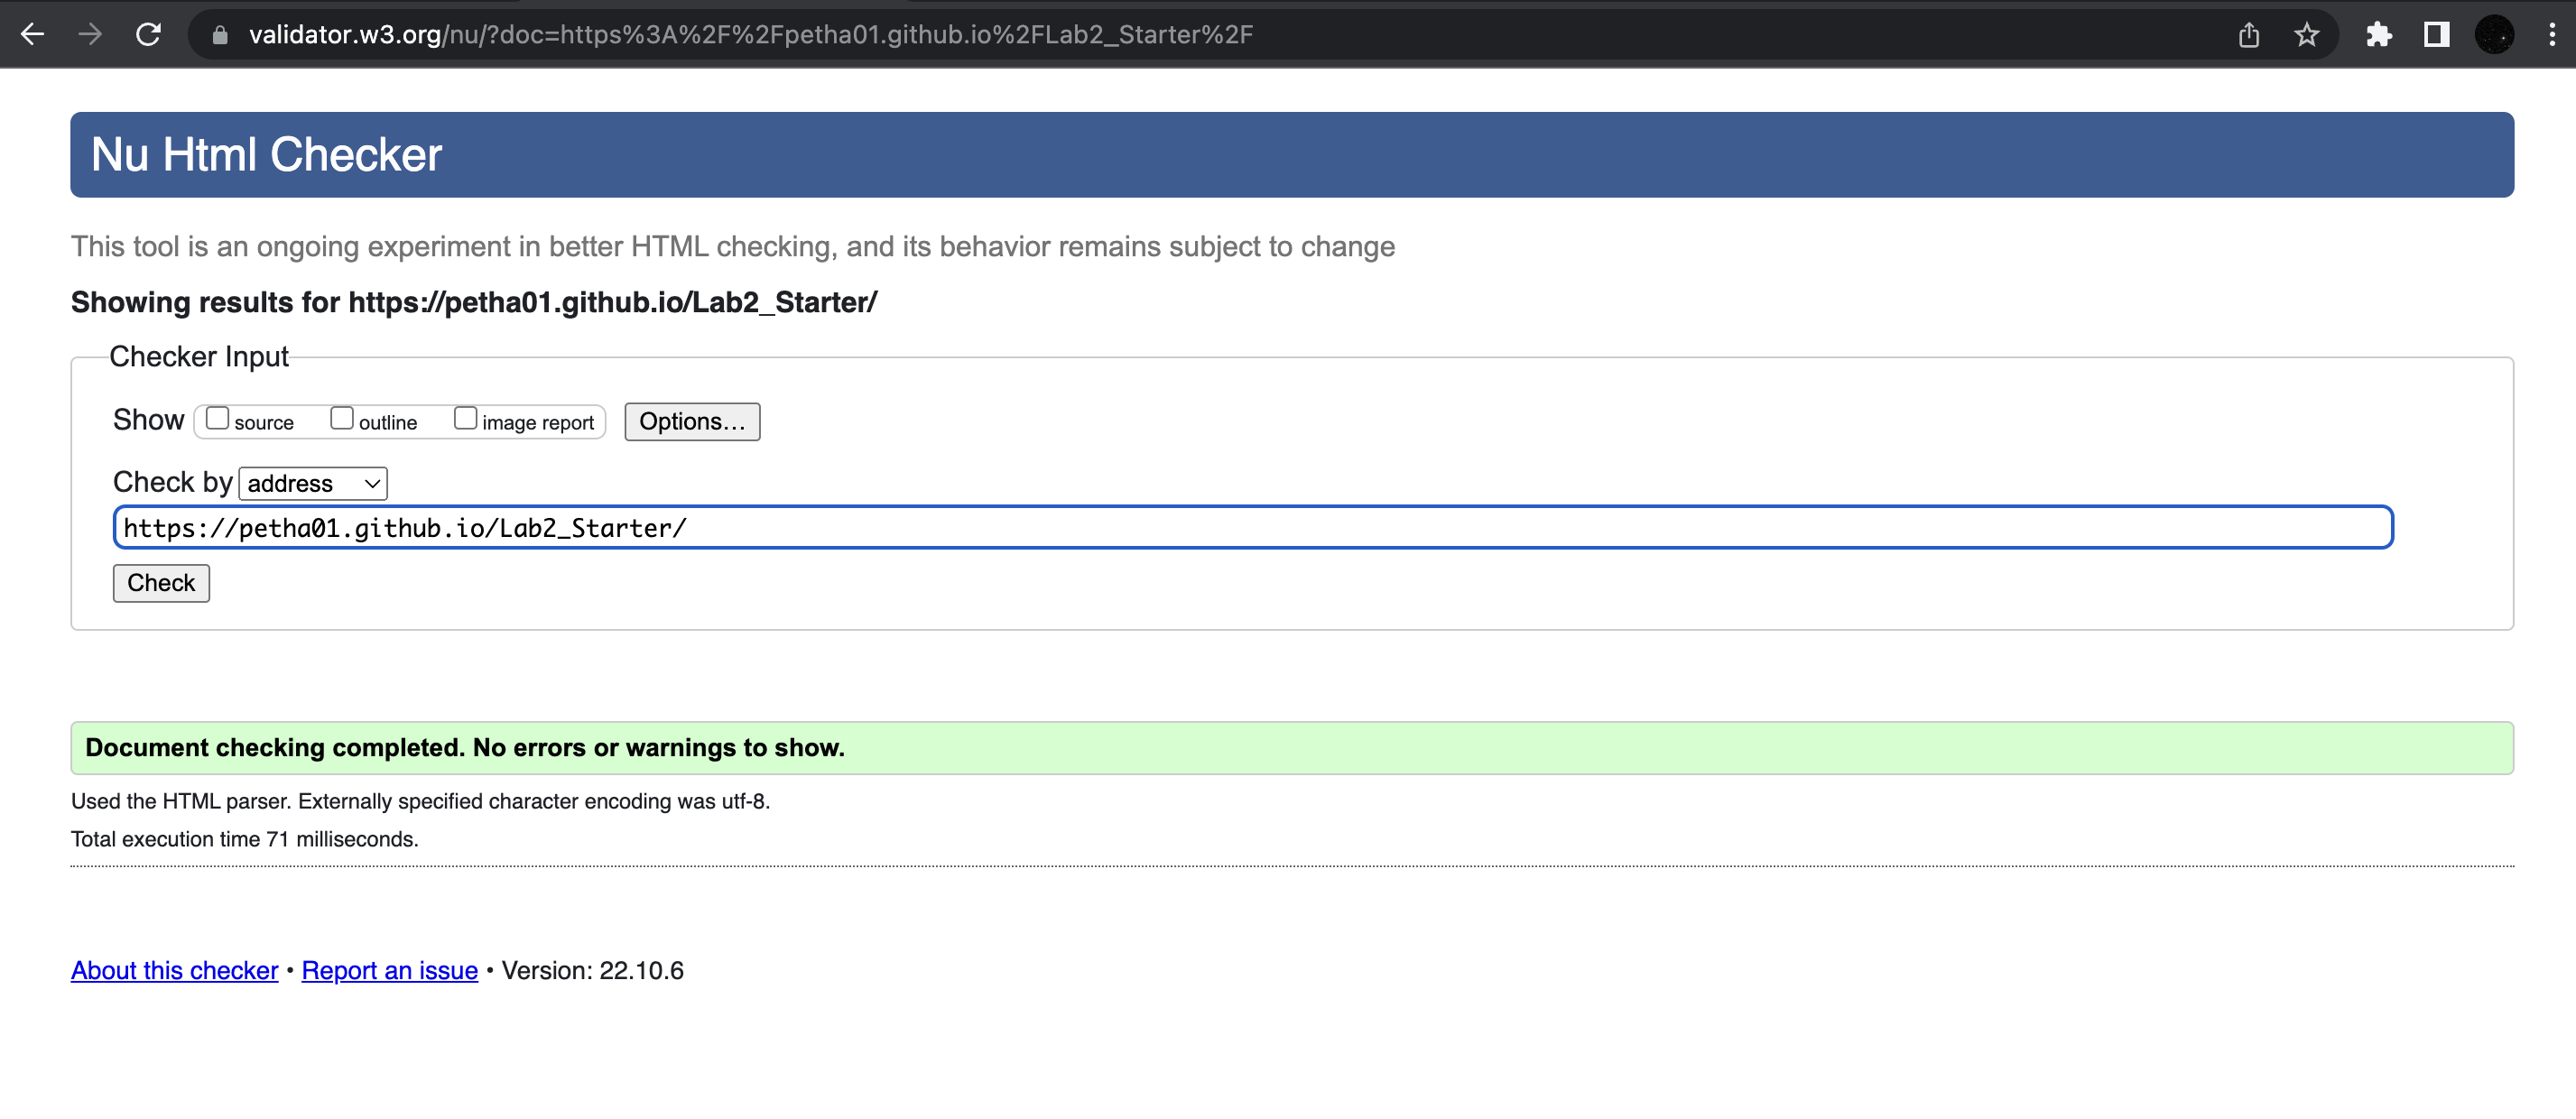 validator.w3.org/nu/?doc=https%3A%2F%2Fpetha01.github.io%2FLab2_Starter%2F
Nu Html Checker
This tool is an ongoing experiment in better HTML checking, and its behavior remains subject to change
Showing results for https://petha01.github.io/Lab2_Starter/
Checker Input
Show source outline image report Options...
Check by address
https://petha01.github.io/Lab2_Starter/
Check
Document checking completed. No errors or warnings to show.
Used the HTML parser. Externally specified character encoding was utf-8.
Total execution time 71 milliseconds.
About this checker • Report an issue • Version: 22.10.6